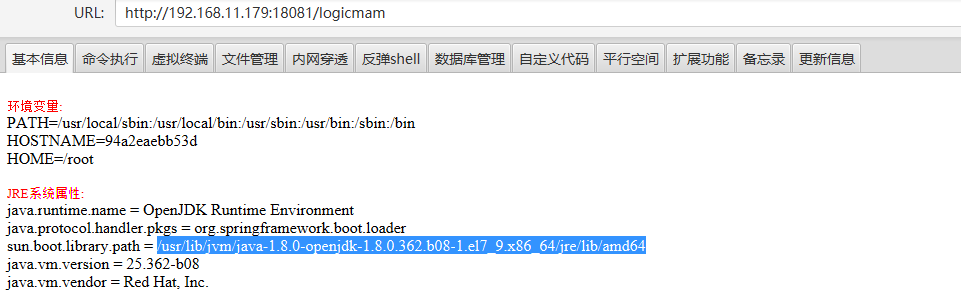 URL: http://192.168.11.179:18081/logicmam
基本信息 命令执行 虚拟终端 文件管理 内网穿透 反弹shell 数据库管理 自定义代码 平行空间 扩展功能 备忘录 更新信息
环境变量:
PATH=/usr/local/sbin:/usr/local/bin:/usr/sbin:/usr/bin:/sbin:/bin
HOSTNAME=94a2eaebb53d
HOME=/root
JRE系统属性:
java.runtime.name = OpenJDK Runtime Environment
java.protocol.handler.pkgs = org.springframework.boot.loader
sun.boot.library.path = /usr/lib/jvm/java-1.8.0-openjdk-1.8.0.362.b08-1.el7_9.x86_64/jre/lib/amd64
java.vm.version = 25.362-b08
java.vm.vendor = Red Hat, Inc.